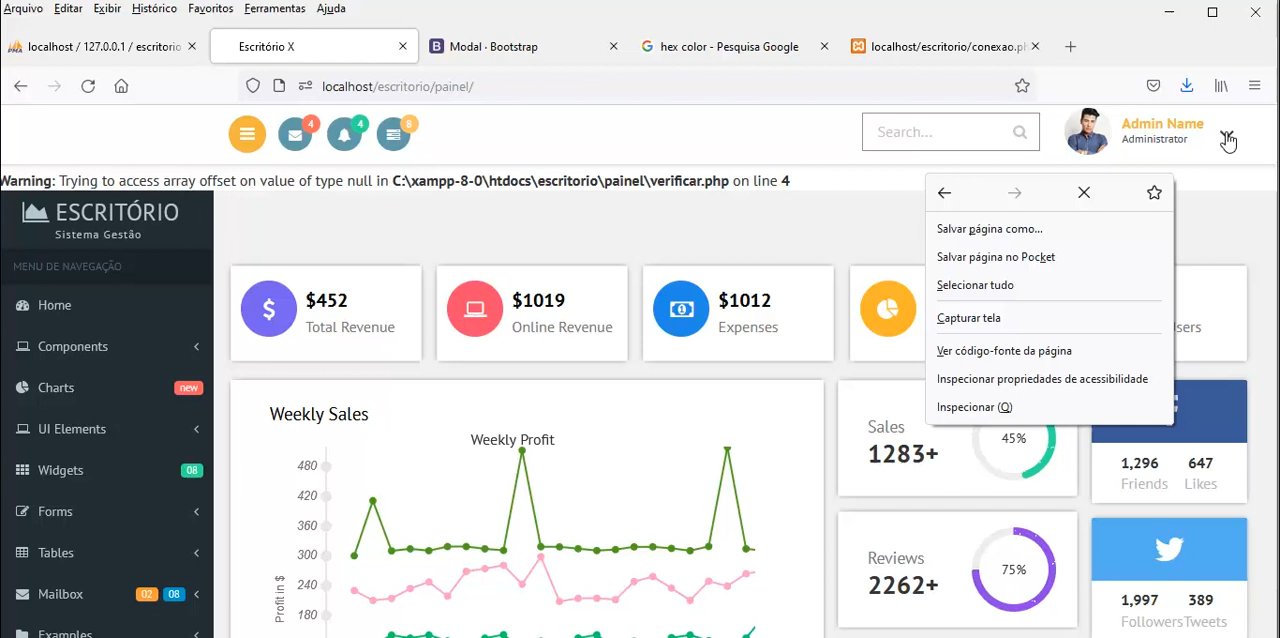 Arquivo Editar Exibir Histórico Favoritos Ferramentas Ajuda
localhost / 127.0.0.1 / escritorio
Escritório X
Modal · Bootstrap
hex color - Pesquisa Google
localhost/escritorio/conexao.ph
localhost/escritorio/painel/
4
4
8
Search...
Admin Name
Administrator
Warning: Trying to access array offset on value of type null in C:\xampp-8-0\htdocs\escritorio\painel\verificar.php on line 4
ESCRITÓRIO
Sistema Gestão
MENU DE NAVEGAÇÃO
Home
Components
Charts new
UI Elements
Widgets 08
Forms
Tables
Mailbox 02 08
Examples
$452
Total Revenue
$1019
Online Revenue
$1012
Expenses
Salvar página como...
Salvar página no Pocket
Selecionar tudo
Capturar tela
Ver código-fonte da página
Inspecionar propriedades de acessibilidade
Inspecionar (Q)
Weekly Sales
Weekly Profit
480
420
360
300
240
180
Profit in $
Sales
1283+
45%
Reviews
2262+
75%
1,296 647
Friends Likes
1,997 389
Followers Tweets